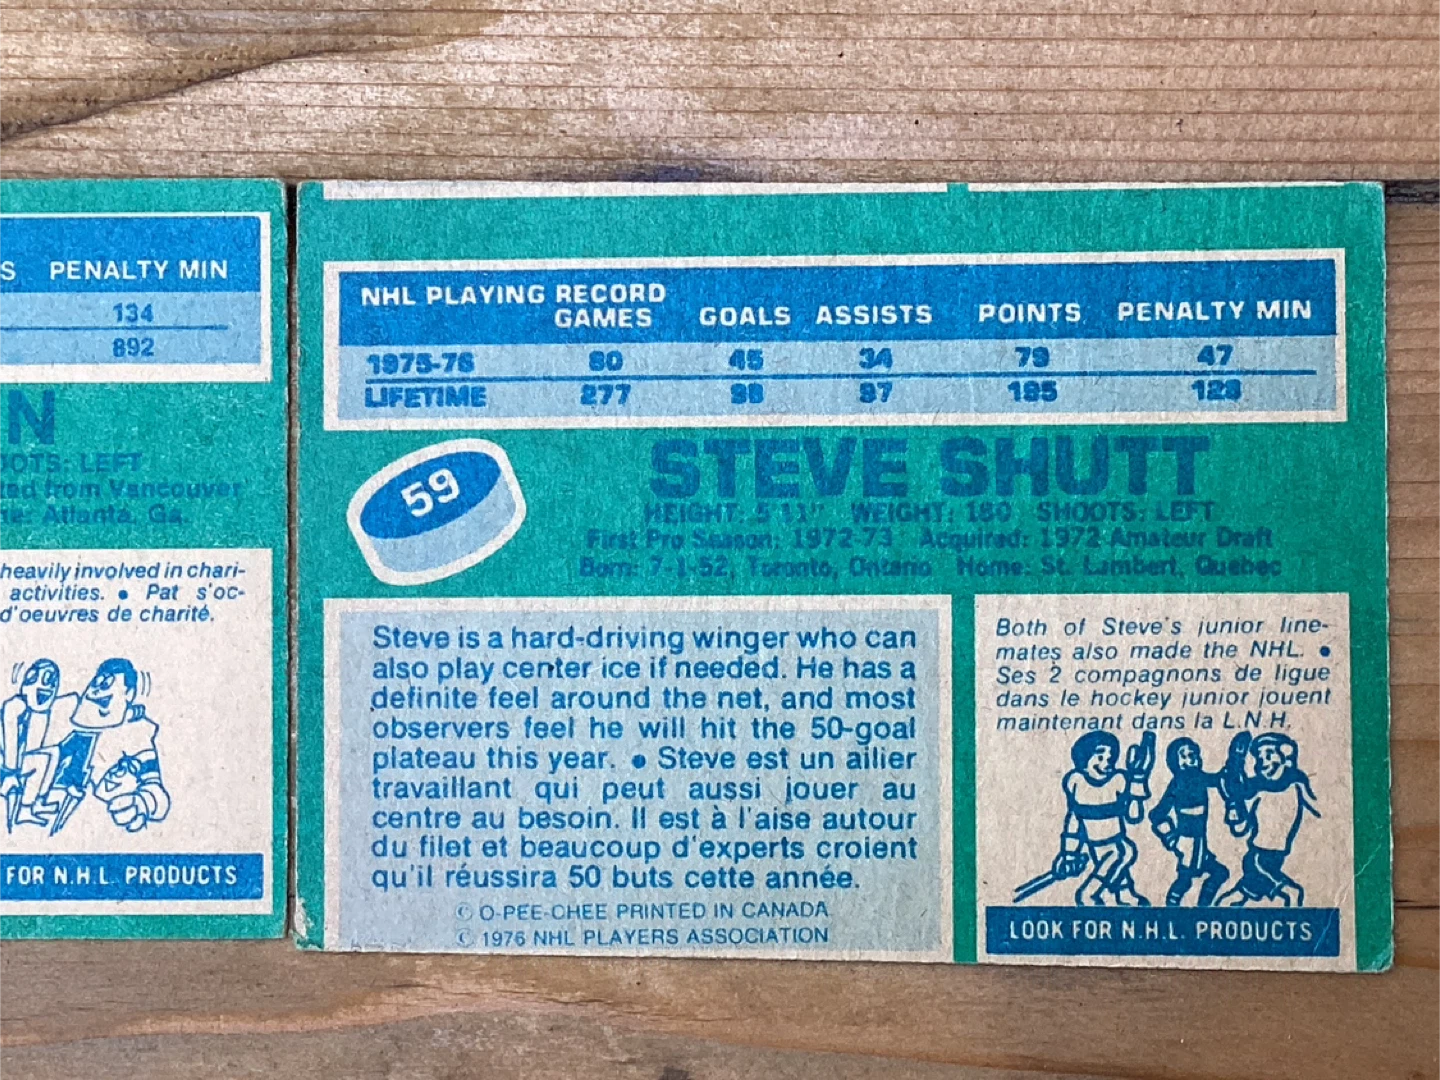 S PENALTY MIN
134
892
N
OOTS: LEFT
ted from Vancouver
me: Atlanta, Ga.
heavily involved in chari-
activities. • Pat s'oc-
d'oeuvres de charité.
FOR N.H.L. PRODUCTS
NHL PLAYING RECORD
GAMES GOALS ASSISTS POINTS PENALTY MIN
1975-76 80 45 34 79 47
LIFETIME 277 98 97 195 128
59
STEVE SHUTT
HEIGHT: 5'11" WEIGHT: 180 SHOOTS: LEFT
First Pro Season: 1972-73 Acquired: 1972 Amateur Draft
Born: 7-1-52, Toronto, Ontario Home: St. Lambert, Quebec
Steve is a hard-driving winger who can
also play center ice if needed. He has a
definite feel around the net, and most
observers feel he will hit the 50-goal
plateau this year. • Steve est un ailier
travaillant qui peut aussi jouer au
centre au besoin. Il est à l'aise autour
du filet et beaucoup d'experts croient
qu'il réussira 50 buts cette année.
© O-PEE-CHEE PRINTED IN CANADA
© 1976 NHL PLAYERS ASSOCIATION
Both of Steve's junior line-
mates also made the NHL. •
Ses 2 compagnons de ligue
dans le hockey junior jouent
maintenant dans la L.N.H.
LOOK FOR N.H.L. PRODUCTS